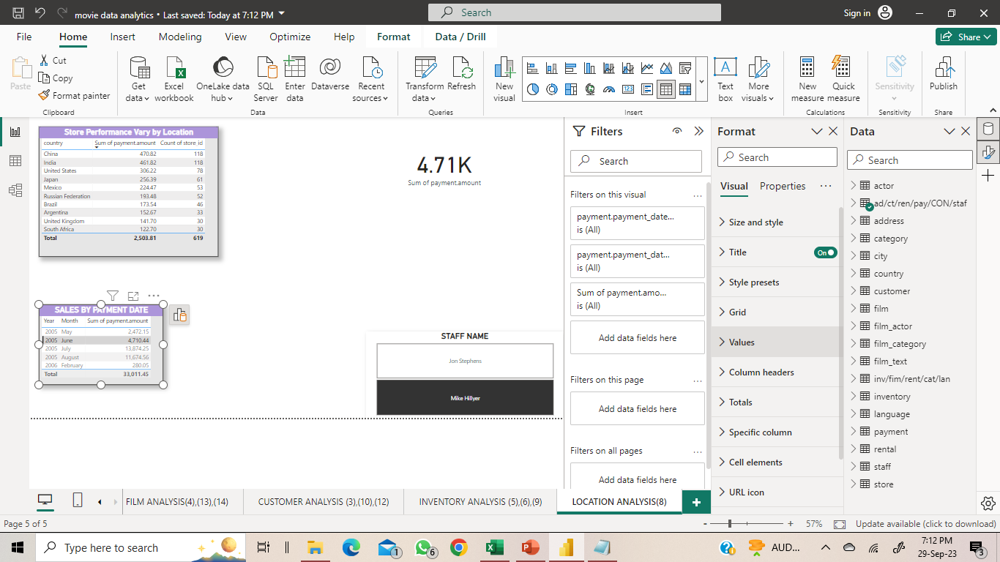 movie data analytics • Last saved: Today at 7:12 PM
Search
Sign in
File Home Insert Modeling View Optimize Help Format Data / Drill
Share
Paste
Cut
Copy
Format painter
Clipboard
Get data
Excel workbook
OneLake data hub
SQL Server
Enter data
Dataverse
Recent sources
Data
Transform data
Refresh
Queries
New visual
Text box
More visuals
Insert
New measure
Quick measure
Calculations
Sensitivity
Sensitivity
Publish
Share
Store Performance Vary by Location
country Sum of payment.amount Count of store_id
China 470.82 118
India 461.82 118
United States 306.22 78
Japan 256.39 61
Mexico 224.47 53
Russian Federation 193.48 52
Brazil 173.54 46
Argentina 152.67 33
United Kingdom 141.70 30
South Africa 122.70 30
Total 2,503.81 619
4.71K
Sum of payment.amount
SALES BY PAYMENT DATE
Year Month Sum of payment.amount
2005 May 2,472.15
2005 June 4,710.44
2005 July 13,874.25
2005 August 11,674.56
2006 February 280.05
Total 33,011.45
STAFF NAME
Jon Stephens
Mike Hillyer
Filters
Search
Filters on this visual
payment.payment_date...
is (All)
payment.payment_dat...
is (All)
Sum of payment.amo...
is (All)
Add data fields here
Filters on this page
Add data fields here
Filters on all pages
Add data fields here
Format
Search
Visual Properties
Size and style
Title On
Style presets
Grid
Values
Column headers
Totals
Specific column
Cell elements
URL icon
Data
Search
actor
ad/ct/ren/pay/CON/staf
address
category
city
country
customer
film
film_actor
film_category
film_text
inv/fim/rent/cat/lan
inventory
language
payment
rental
staff
store
FILM ANALYSIS(4),(13),(14) CUSTOMER ANALYSIS (3),(10),(12) INVENTORY ANALYSIS (5),(6),(9) LOCATION ANALYSIS(8)
Page 5 of 5
- + 57%
Update available (click to download)
Type here to search
1
6
AUD...
7:12 PM
29-Sep-23
3